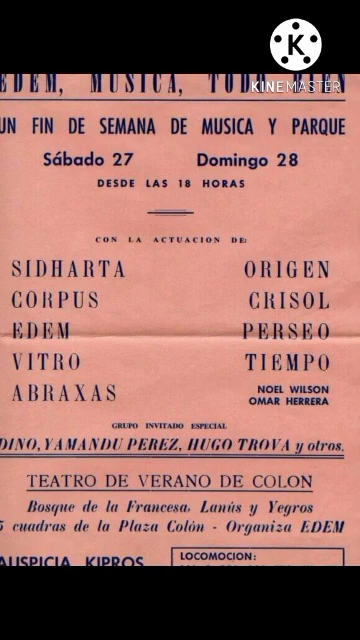 K
KINEMASTER
EDEM, MUSICA, TODO BIEN
UN FIN DE SEMANA DE MUSICA Y PARQUE
Sábado 27 Domingo 28
DESDE LAS 18 HORAS
CON LA ACTUACION DE:
SIDHARTA ORIGEN
CORPUS CRISOL
EDEM PERSEO
VITRO TIEMPO
ABRAXAS NOEL WILSON
OMAR HERRERA
GRUPO INVITADO ESPECIAL
DINO, YAMANDU PEREZ, HUGO TROVA y otros.
TEATRO DE VERANO DE COLON
Bosque de la Francesa, Lanús y Yegros
5 cuadras de la Plaza Colón - Organiza EDEM
AUSPICIA KIPROS LOCOMOCION: